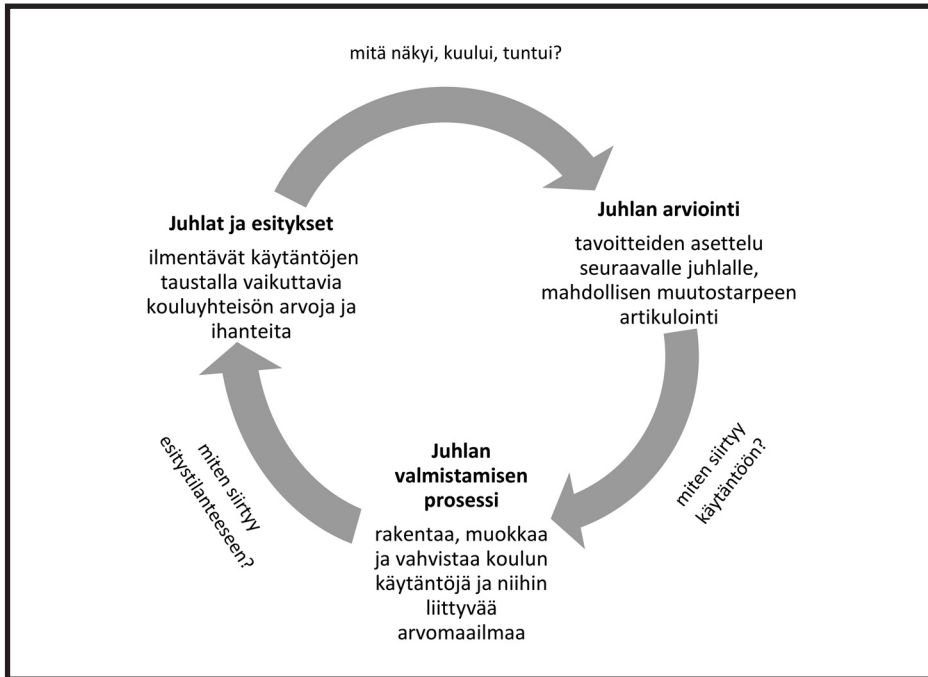 mitä näkyi, kuului, tuntui?
Juhlat ja esitykset
ilmentävät käytäntöjen
taustalla vaikuttavia
kouluyhteisön arvoja ja
ihanteita
Juhlan arviointi
tavoitteiden asettelu
seuraavalle juhlalle,
mahdollisen muutostarpeen
artikulointi
miten siirtyy
käytäntöön?
Juhlan
valmistamisen
prosessi
rakentaa, muokkaa
ja vahvistaa koulun
käytäntöjä ja niihin
liittyvää
arvomaailmaa
miten siirtyy
esitystilanteeseen?